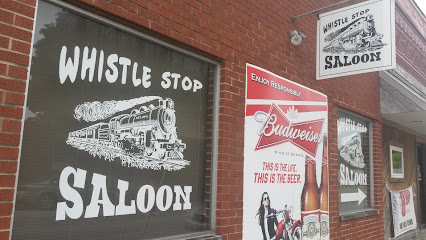 WHISTLE STOP
SALOON
ENJOY RESPONSIBLY
Budweiser
THIS IS THE LIFE.
THIS IS THE BEER.
WHISTLE STOP
SALOON
WHISTLE STOP
SALOON